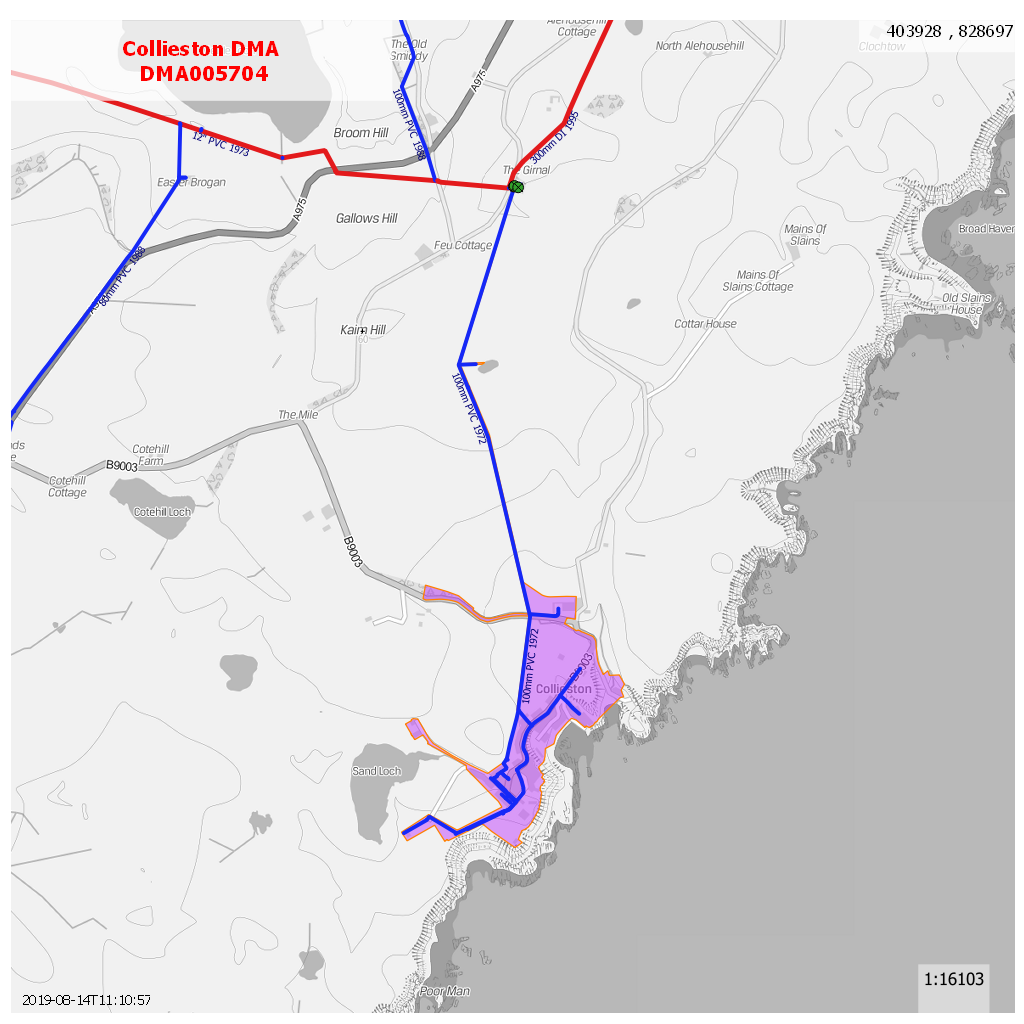 Collieston DMA
DMA005704
403928 , 828697
Alehousehill
Cottage
The Old
Smiddy
North Alehousehill
Clochtow
A975
100mm PVC 1988
12" PVC 1973
Broom Hill
300mm DI 1995
The Girnal
Easter Brogan
A975
Gallows Hill
Feu Cottage
Mains Of
Slains
Broad Haven
80mm PVC 1988
Mains Of
Slains Cottage
Old Slains
House
Kairn Hill
60
Cottar House
100mm PVC 1972
The Mile
Cotehill
Farm
B9003
Cotehill
Cottage
Cotehill Loch
B9003
100mm PVC 1972
B9003
Collieston
Sand Loch
Poor Man
1:16103
2019-08-14T11:10:57